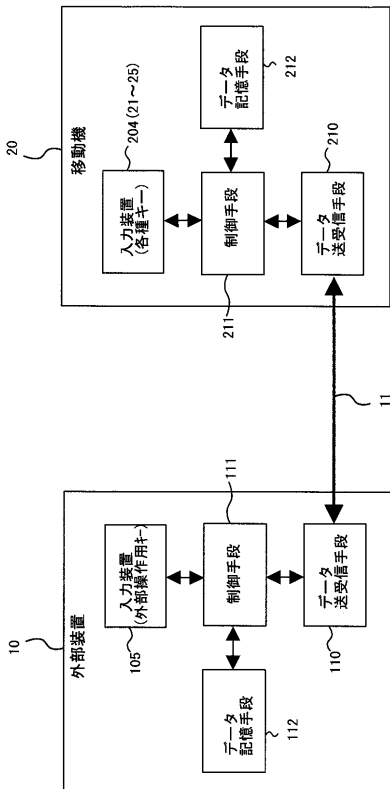 10
外部装置
105
入力装置
(外部操作用キー)
111
制御手段
112
データ
記憶手段
110
データ
送受信手段
11
20
移動機
204(21~25)
入力装置
(各種キー)
211
制御手段
212
データ
記憶手段
210
データ
送受信手段